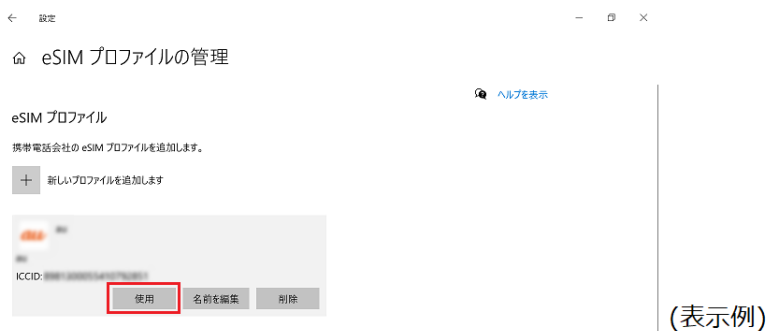 設定
eSIM プロファイルの管理
ヘルプを表示
eSIM プロファイル
携帯電話会社の eSIM プロファイルを追加します。
新しいプロファイルを追加します
au
au
ICCID:
使用 名前を編集 削除
(表示例)